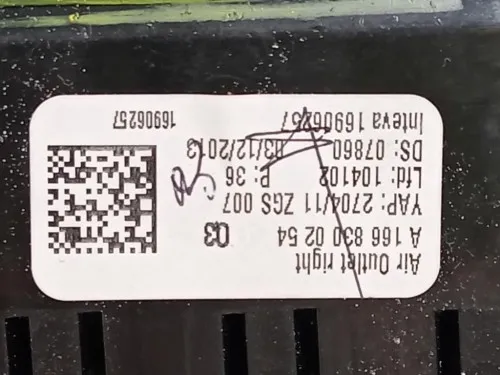 Air Outlet right
A 166 830 02 54 Q3
YAP: 2704/11 ZGS 007
Lfd: 104102 P: 36
DS: 07860 03/12/2013
Inteva 16906257 16906257